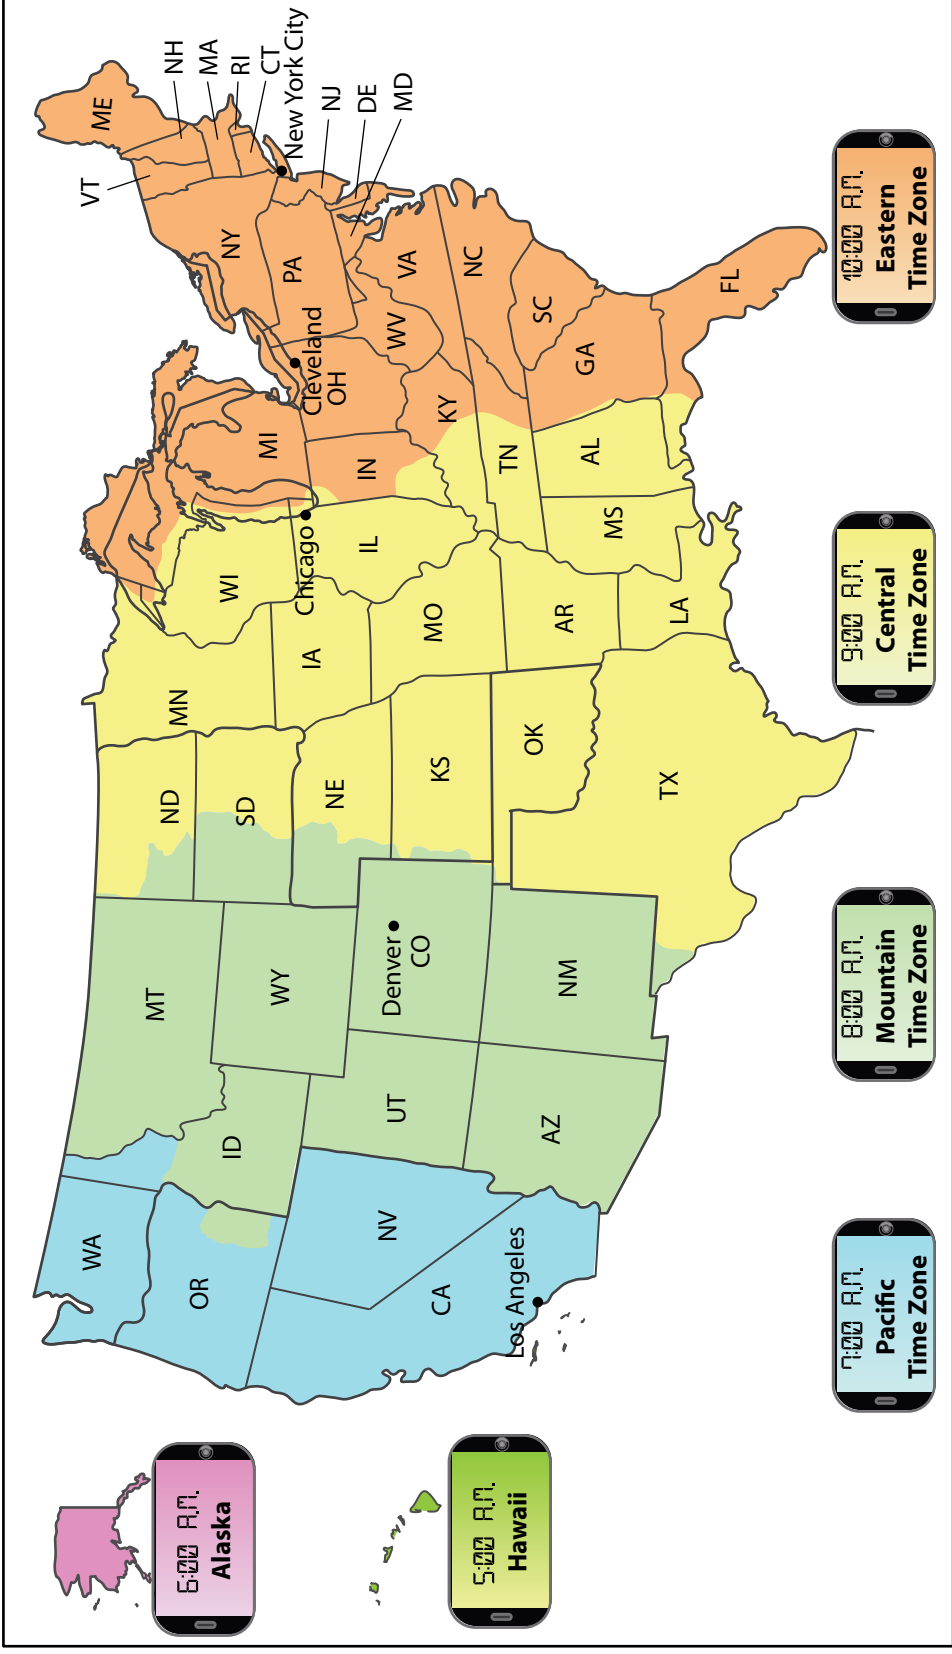 6:00 A.M.
Alaska
5:00 A.M.
Hawaii
WA
OR
CA
NV
ID
MT
WY
UT
AZ
Denver
CO
NM
ND
SD
NE
KS
OK
TX
MN
IA
MO
AR
LA
WI
IL
Chicago
MS
MI
IN
Cleveland
OH
KY
TN
AL
GA
FL
SC
NC
VA
WV
PA
NY
VT
ME
NH
MA
RI
CT
New York City
NJ
DE
MD
Los Angeles
7:00 A.M.
Pacific
Time Zone
8:00 A.M.
Mountain
Time Zone
9:00 A.M.
Central
Time Zone
10:00 A.M.
Eastern
Time Zone